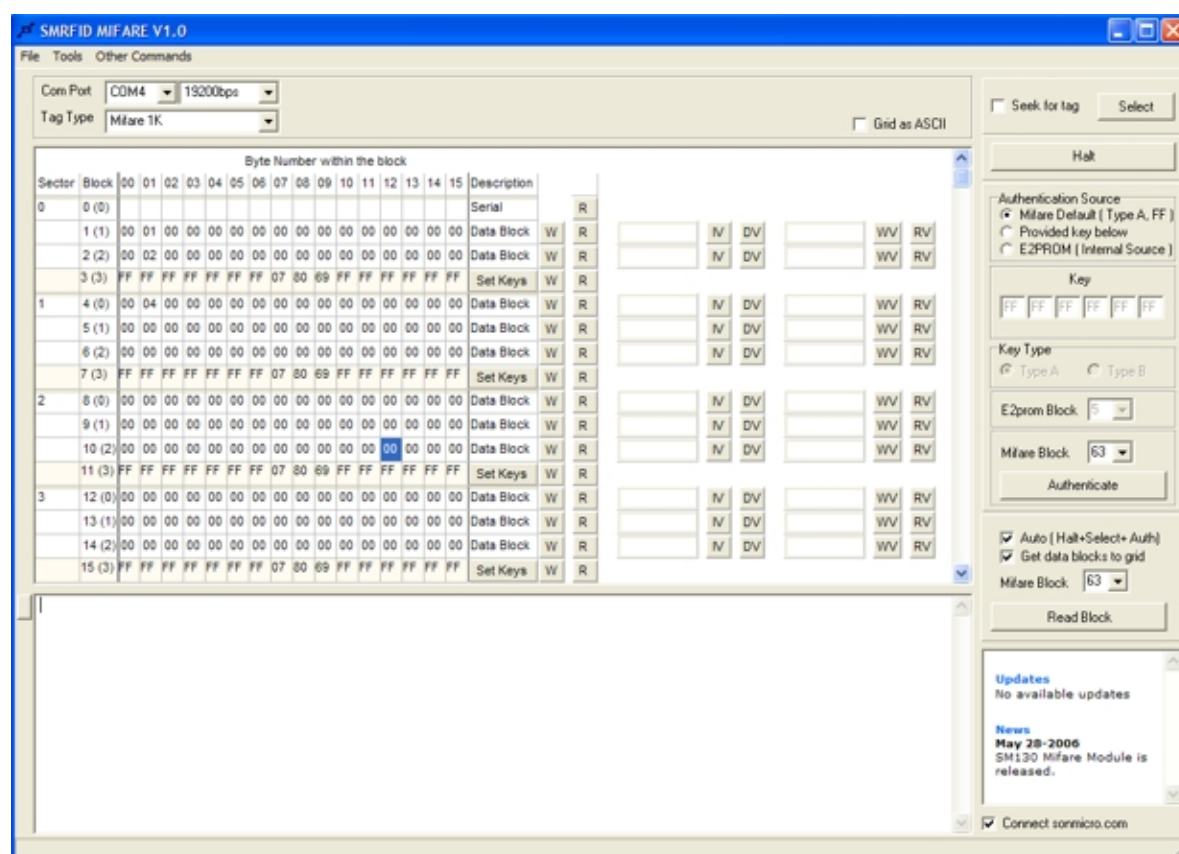 SMRFID MIFARE V1.0
File Tools Other Commands
Com Port COM4 19200bps
Tag Type Mifare 1K
Grid as ASCII
Byte Number within the block
Sector Block 00 01 02 03 04 05 06 07 08 09 10 11 12 13 14 15 Description
0 0 (0) Serial R
1 (1) 00 01 00 00 00 00 00 00 00 00 00 00 00 00 00 00 Data Block W R IV DV WV RV
2 (2) 00 02 00 00 00 00 00 00 00 00 00 00 00 00 00 00 Data Block W R IV DV WV RV
3 (3) FF FF FF FF FF FF FF 07 80 69 FF FF FF FF FF FF Set Keys W R
1 4 (0) 00 04 00 00 00 00 00 00 00 00 00 00 00 00 00 00 Data Block W R IV DV WV RV
5 (1) 00 00 00 00 00 00 00 00 00 00 00 00 00 00 00 00 Data Block W R IV DV WV RV
6 (2) 00 00 00 00 00 00 00 00 00 00 00 00 00 00 00 00 Data Block W R IV DV WV RV
7 (3) FF FF FF FF FF FF FF 07 80 69 FF FF FF FF FF FF Set Keys W R
2 8 (0) 00 00 00 00 00 00 00 00 00 00 00 00 00 00 00 00 Data Block W R IV DV WV RV
9 (1) 00 00 00 00 00 00 00 00 00 00 00 00 00 00 00 00 Data Block W R IV DV WV RV
10 (2) 00 00 00 00 00 00 00 00 00 00 00 00 00 00 00 00 Data Block W R IV DV WV RV
11 (3) FF FF FF FF FF FF FF 07 80 69 FF FF FF FF FF FF Set Keys W R
3 12 (0) 00 00 00 00 00 00 00 00 00 00 00 00 00 00 00 00 Data Block W R IV DV WV RV
13 (1) 00 00 00 00 00 00 00 00 00 00 00 00 00 00 00 00 Data Block W R IV DV WV RV
14 (2) 00 00 00 00 00 00 00 00 00 00 00 00 00 00 00 00 Data Block W R IV DV WV RV
15 (3) FF FF FF FF FF FF FF 07 80 69 FF FF FF FF FF FF Set Keys W R
Seek for tag Select
Halt
Authentication Source
Mifare Default ( Type A, FF )
Provided key below
E2PROM ( Internal Source )
Key
FF FF FF FF FF FF
Key Type
Type A Type B
E2prom Block 5
Mifare Block 63
Authenticate
Auto ( Halt+Select+ Auth)
Get data blocks to grid
Mifare Block 63
Read Block
Updates
No available updates
News
May 28-2006
SM130 Mifare Module is
released.
Connect sonmicro.com